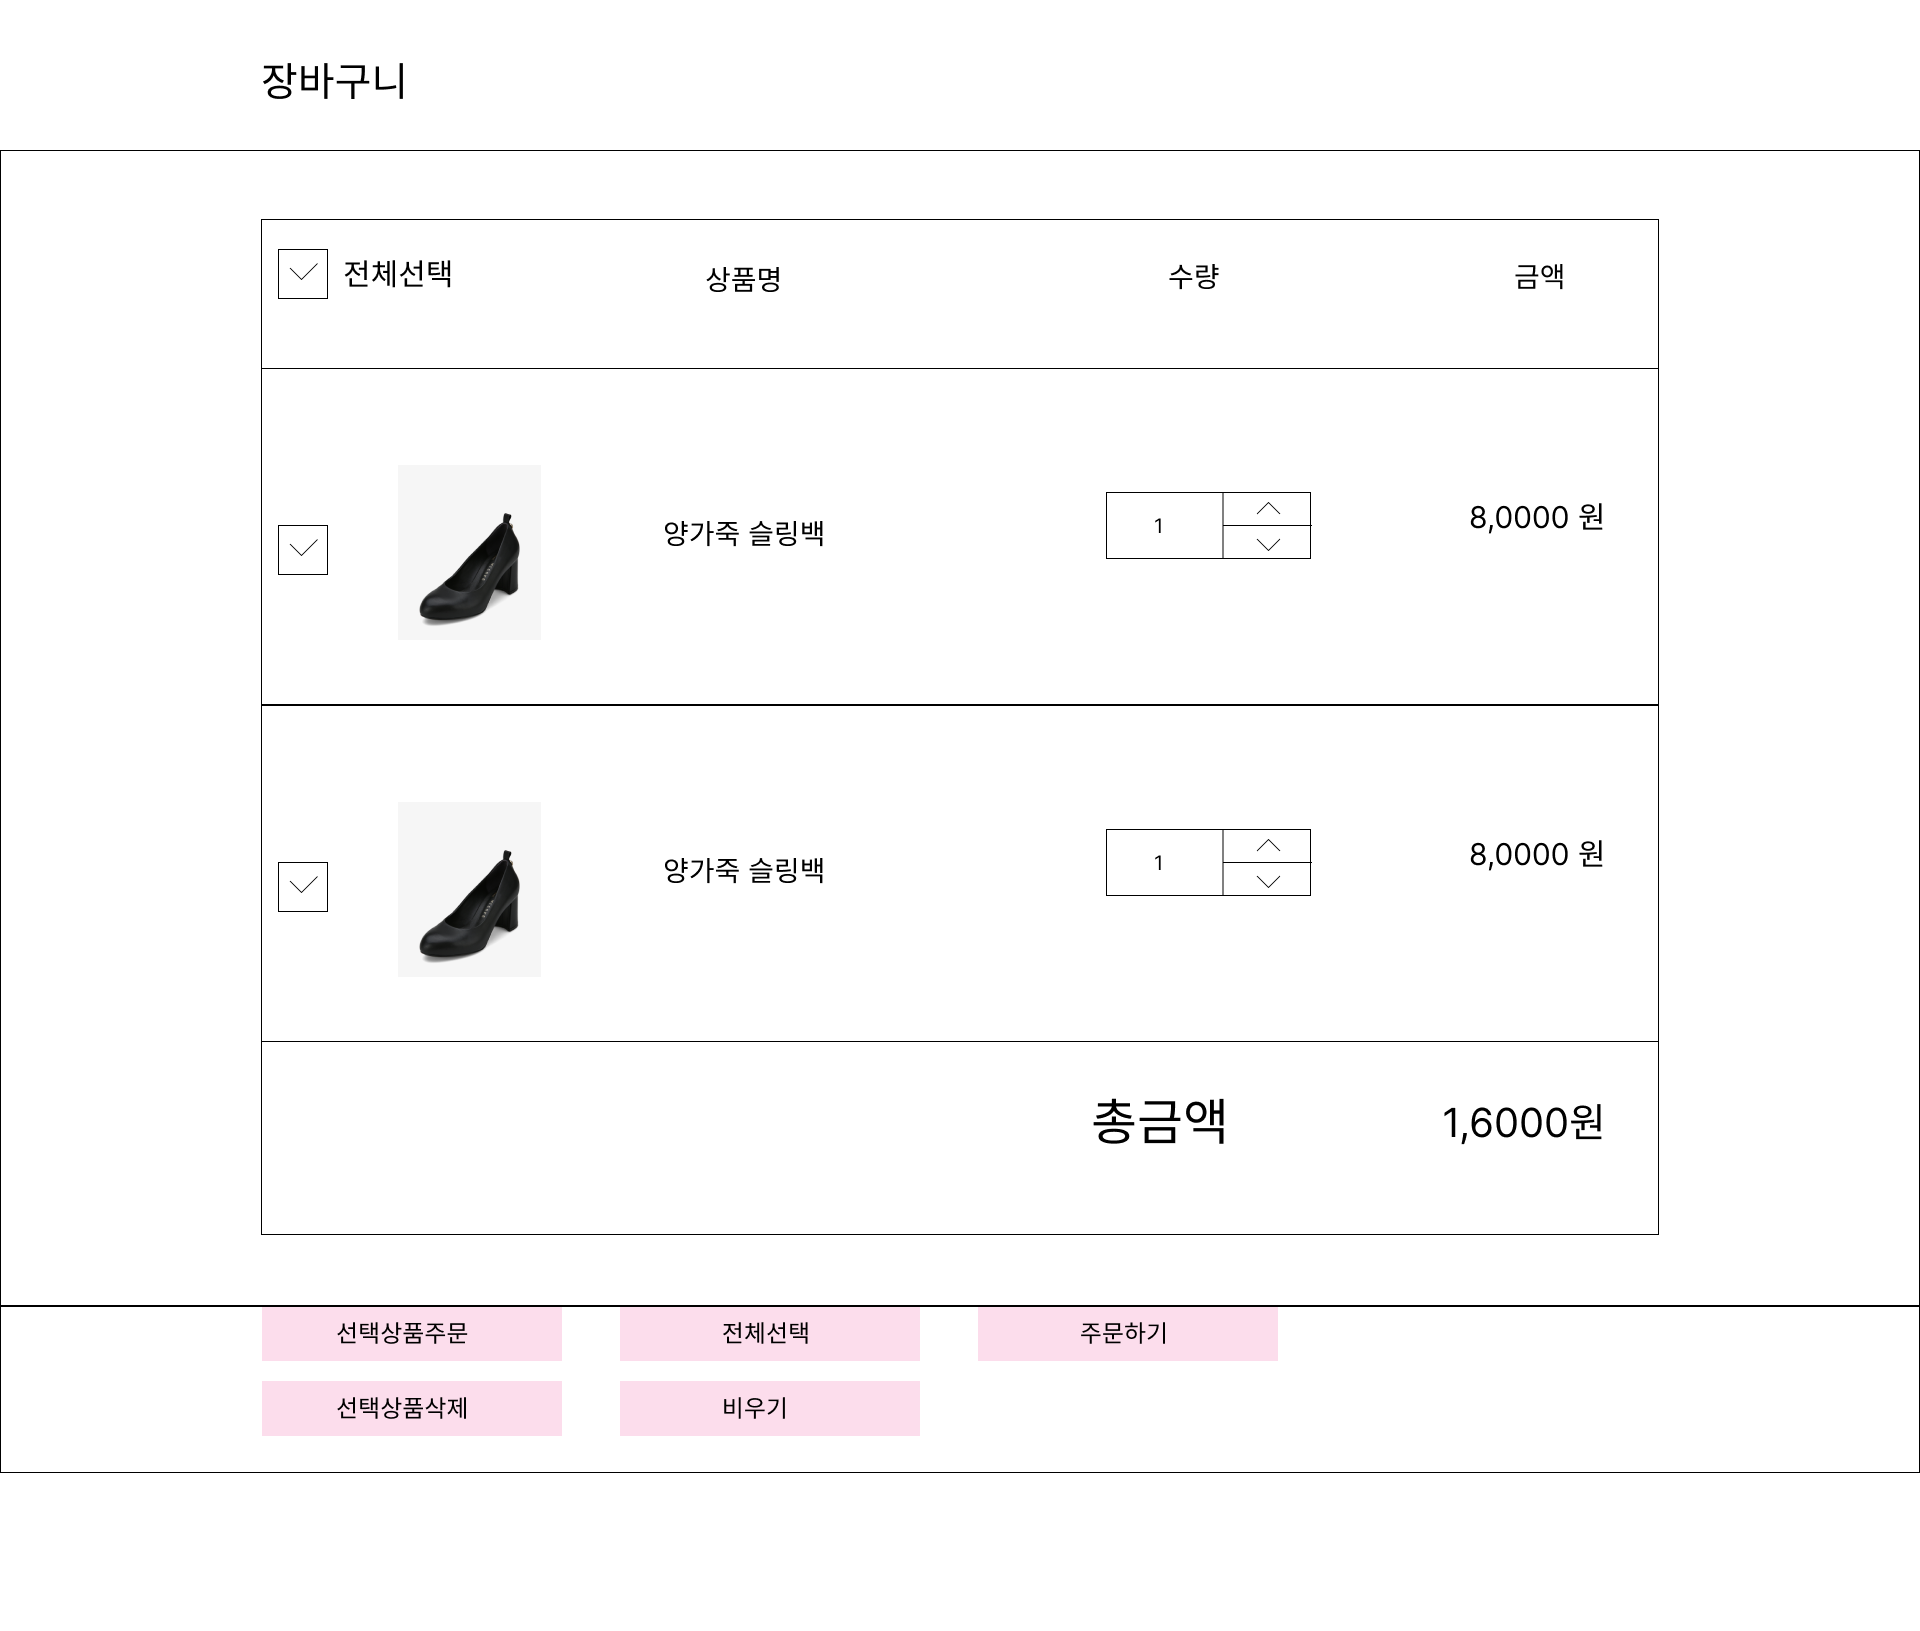 장바구니
전체선택 상품명 수량 금액
양가죽 슬링백 1 8,0000 원
양가죽 슬링백 1 8,0000 원
총금액 1,6000원
선택상품주문 전체선택 주문하기
선택상품삭제 비우기